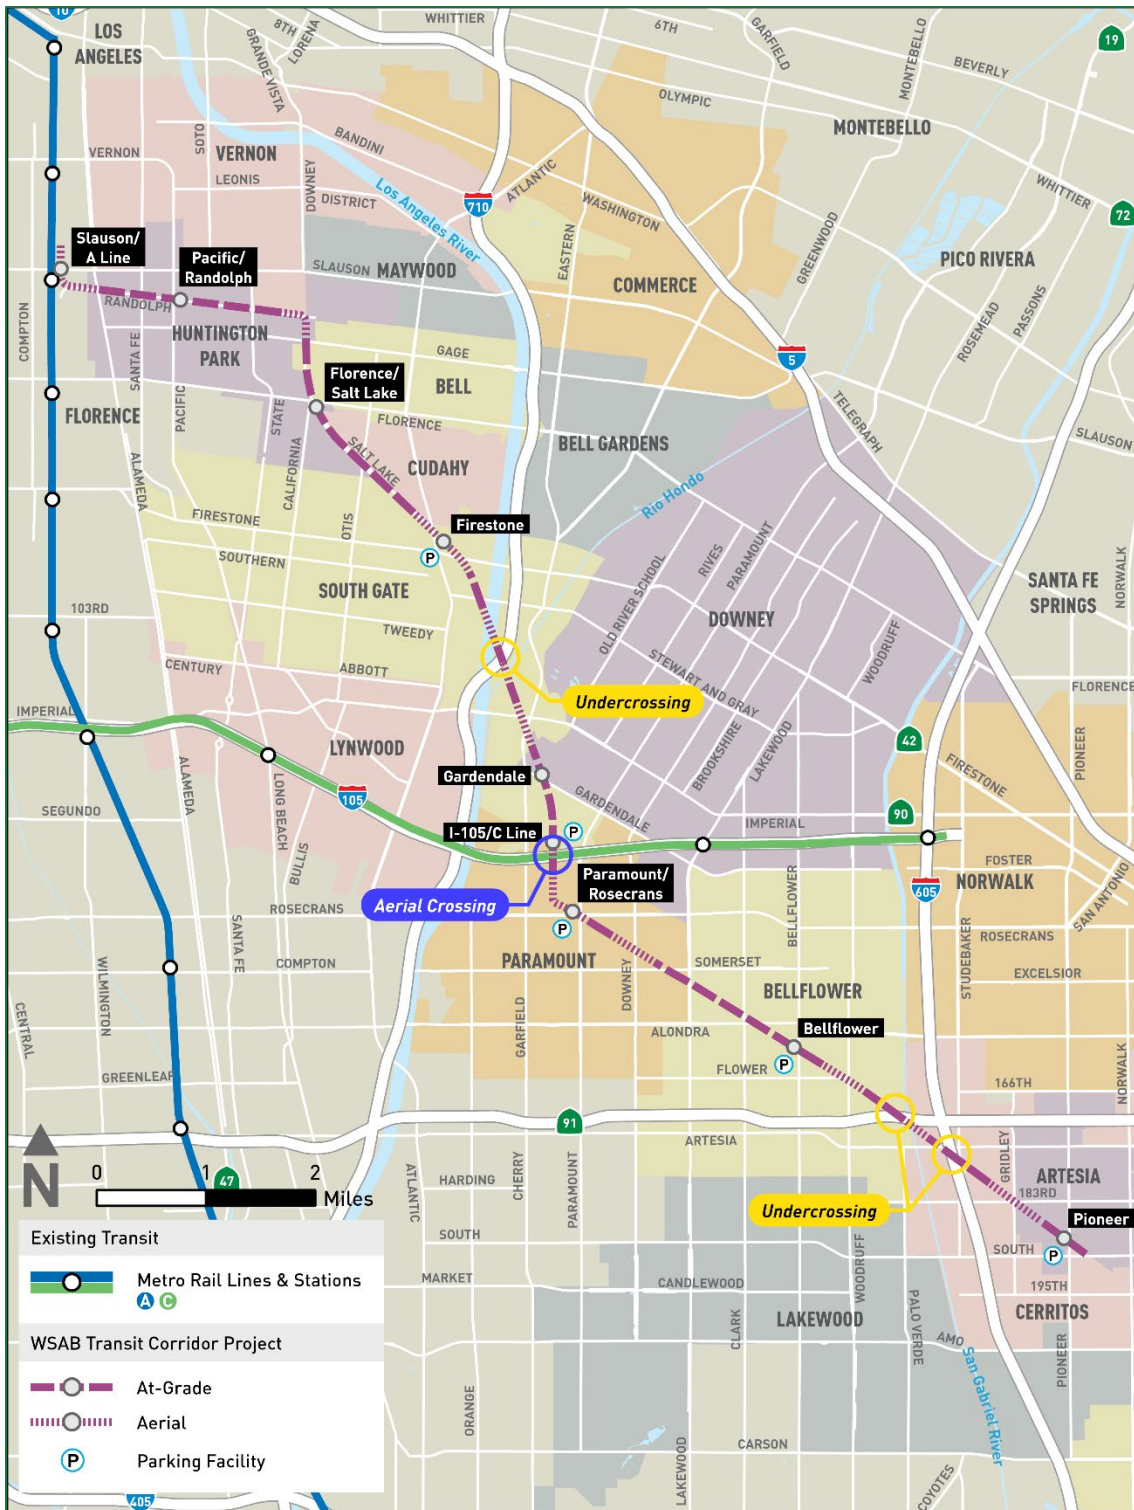 10
LOS
ANGELES
8TH
LORENA
GRANDE VISTA
WHITTIER
6TH
GARFIELD
MONTEBELLO
19
BEVERLY
OLYMPIC
MONTEBELLO
BANDINI
SOTO
VERNON
VERNON
LEONIS
DOWNEY
DISTRICT
Los Angeles River
710
ATLANTIC
WASHINGTON
EASTERN
GREENWOOD
WHITTIER
72
Slauson/
A Line
Pacific/
Randolph
SLAUSON
MAYWOOD
COMMERCE
PICO RIVERA
ROSEMEAD
PASSONS
COMPTON
RANDOLPH
HUNTINGTON
PARK
SANTA FE
PACIFIC
GAGE
BELL
5
Florence/
Salt Lake
FLORENCE
STATE
CALIFORNIA
FLORENCE
SALT LAKE
CUDAHY
BELL GARDENS
TELEGRAPH
SLAUSON
ALAMEDA
FIRESTONE
OTIS
Firestone
P
Rio Hondo
SOUTHERN
SOUTH GATE
OLD RIVER SCHOOL
RIVES
PARAMOUNT
DOWNEY
WOODRUFF
SANTA FE
SPRINGS
NORWALK
103RD
TWEEDY
CENTURY
ABBOTT
STEWART AND GRAY
Undercrossing
FLORENCE
IMPERIAL
LYNWOOD
BROOKSHIRE
LAKEWOOD
42
FIRESTONE
PIONEER
Gardendale
GARDENDALE
ALAMEDA
LONG BEACH
105
SEGUNDO
BULLIS
I-105/C Line
P
IMPERIAL
90
Paramount/
Rosecrans
FOSTER
NORWALK
605
SAN ANTONIO
Aerial Crossing
ROSECRANS
P
BELLFLOWER
STUDEBAKER
ROSECRANS
SANTA FE
COMPTON
WILMINGTON
CENTRAL
PARAMOUNT
DOWNEY
SOMERSET
EXCELSIOR
BELLFLOWER
GARFIELD
ALONDRA
Bellflower
P
FLOWER
GREENLEAF
166TH
NORWALK
91
ARTESIA
GRIDLEY
ARTESIA
N
0 1 2
Miles
47
ATLANTIC
HARDING
CHERRY
PARAMOUNT
183RD
Undercrossing
Pioneer
P
SOUTH
SOUTH
WOODRUFF
MARKET
CANDLEWOOD
195TH
LAKEWOOD
CLARK
PALO VERDE
CERRITOS
AMO
San Gabriel River
PIONEER
ORANGE
LAKEWOOD
CARSON
COYOTES
Existing Transit
Metro Rail Lines & Stations
A C
WSAB Transit Corridor Project
At-Grade
Aerial
P Parking Facility
405